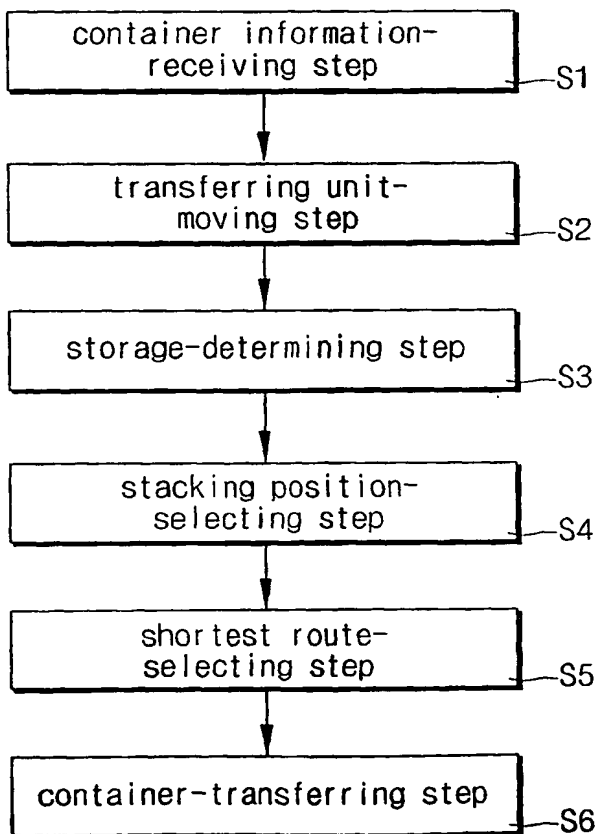 container information-
receiving step
S1
transferring unit-
moving step
S2
storage-determining step
S3
stacking position-
selecting step
S4
shortest route-
selecting step
S5
container-transferring step
S6